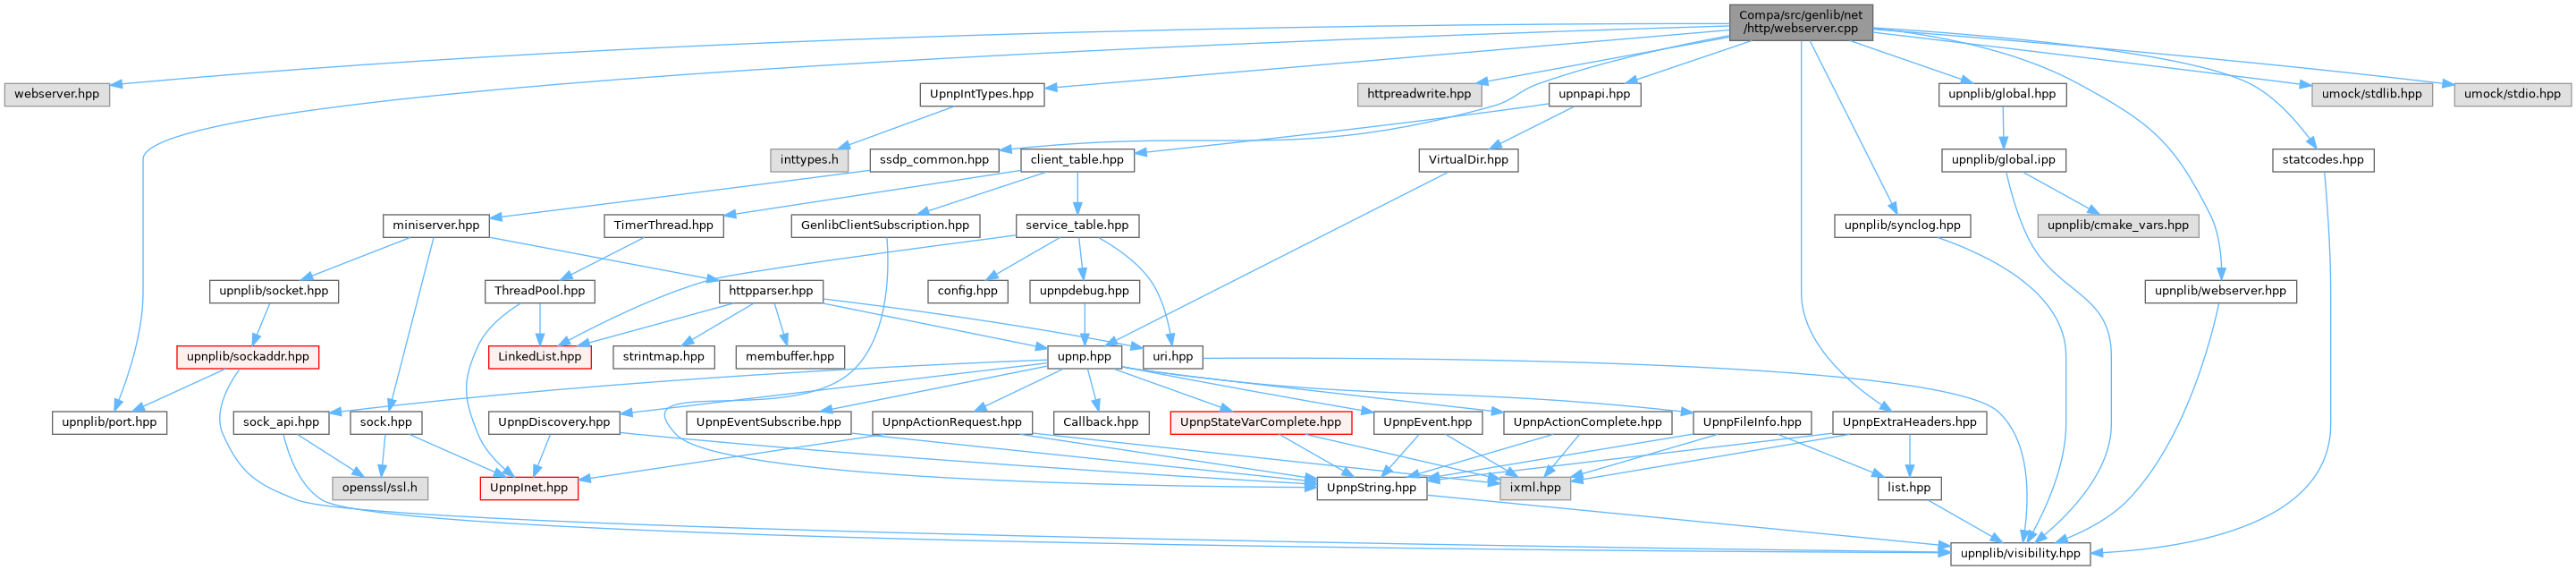 Compa/src/genlib/net
/http/webserver.cpp
webserver.hpp
UpnpIntTypes.hpp
httpreadwrite.hpp
upnpapi.hpp
upnplib/global.hpp
umock/stdlib.hpp
umock/stdio.hpp
inttypes.h
ssdp_common.hpp
client_table.hpp
VirtualDir.hpp
upnplib/global.ipp
statcodes.hpp
miniserver.hpp
TimerThread.hpp
GenlibClientSubscription.hpp
service_table.hpp
upnplib/synclog.hpp
upnplib/cmake_vars.hpp
upnplib/socket.hpp
ThreadPool.hpp
httpparser.hpp
config.hpp
upnpdebug.hpp
upnplib/webserver.hpp
upnplib/sockaddr.hpp
LinkedList.hpp
strintmap.hpp
membuffer.hpp
upnp.hpp
uri.hpp
upnplib/port.hpp
sock_api.hpp
sock.hpp
UpnpDiscovery.hpp
UpnpEventSubscribe.hpp
UpnpActionRequest.hpp
Callback.hpp
UpnpStateVarComplete.hpp
UpnpEvent.hpp
UpnpActionComplete.hpp
UpnpFileInfo.hpp
UpnpExtraHeaders.hpp
openssl/ssl.h
UpnpInet.hpp
UpnpString.hpp
ixml.hpp
list.hpp
upnplib/visibility.hpp